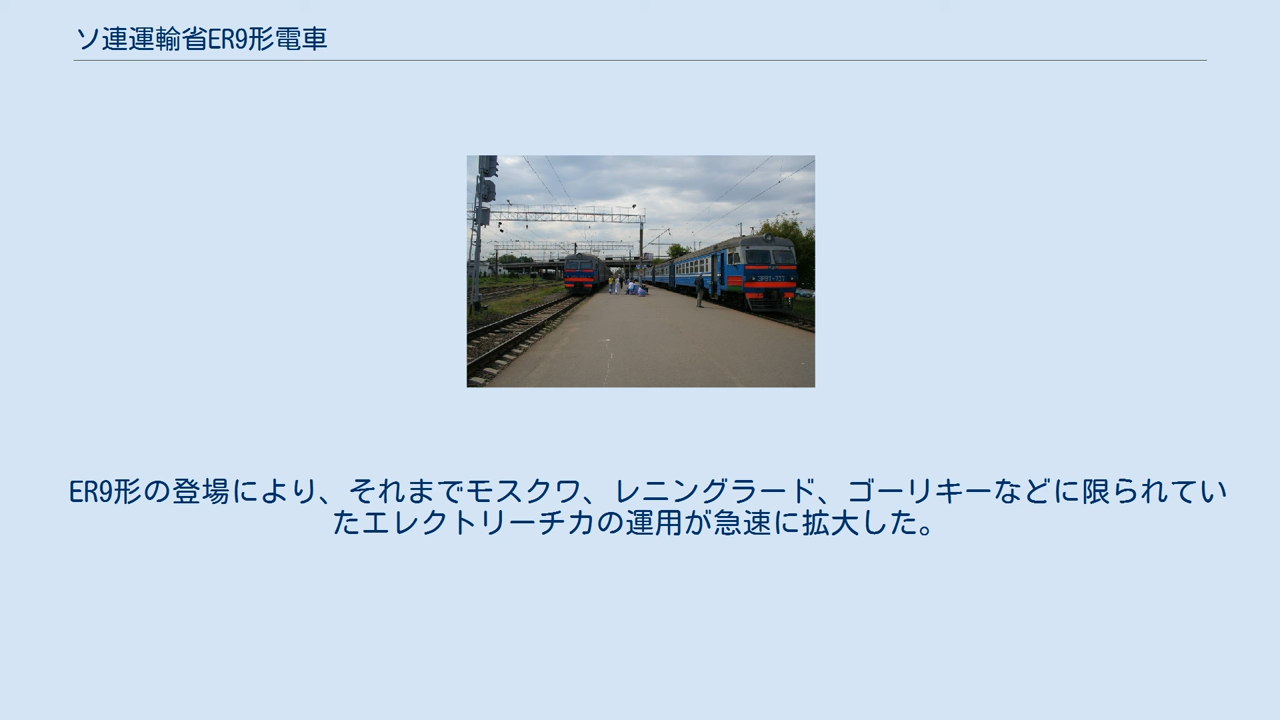 ソ連運輸省ER9形電車
ER9形の登場により、それまでモスクワ、レニングラード、ゴーリキーなどに限られてい
たエレクトリーチカの運用が急速に拡大した。